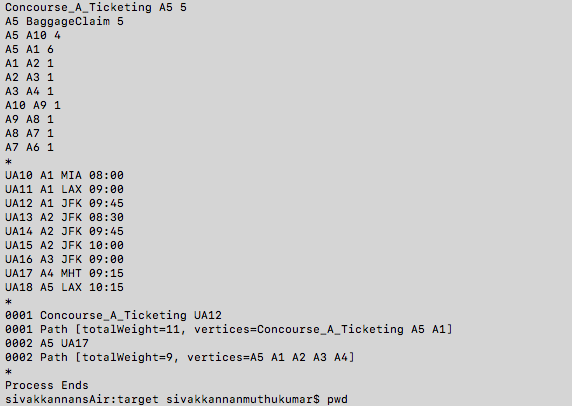 Concourse_A_Ticketing A5 5
A5 BaggageClaim 5
A5 A10 4
A5 A1 6
A1 A2 1
A2 A3 1
A3 A4 1
A10 A9 1
A9 A8 1
A8 A7 1
A7 A6 1
*
UA10 A1 MIA 08:00
UA11 A1 LAX 09:00
UA12 A1 JFK 09:45
UA13 A2 JFK 08:30
UA14 A2 JFK 09:45
UA15 A2 JFK 10:00
UA16 A3 JFK 09:00
UA17 A4 MHT 09:15
UA18 A5 LAX 10:15
*
0001 Concourse_A_Ticketing UA12
0001 Path [totalWeight=11, vertices=Concourse_A_Ticketing A5 A1]
0002 A5 UA17
0002 Path [totalWeight=9, vertices=A5 A1 A2 A3 A4]
*
Process Ends
sivakkannansAir:target sivakkannanmuthukumar$ pwd